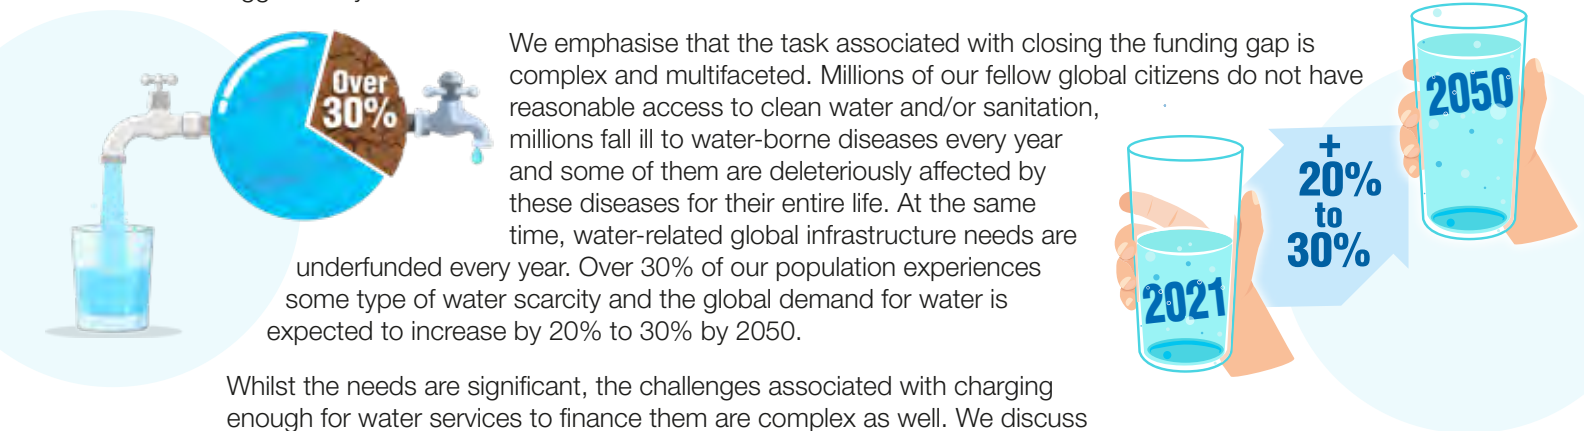 We emphasise that the task associated with closing the funding gap is
complex and multifaceted. Millions of our fellow global citizens do not have
reasonable access to clean water and/or sanitation,
millions fall ill to water-borne diseases every year
and some of them are deleteriously affected by
these diseases for their entire life. At the same
time, water-related global infrastructure needs are
underfunded every year. Over 30% of our population experiences
some type of water scarcity and the global demand for water is
expected to increase by 20% to 30% by 2050.
Whilst the needs are significant, the challenges associated with charging
enough for water services to finance them are complex as well. We discuss
Over
30%
2021
+
20%
to
30%
2050